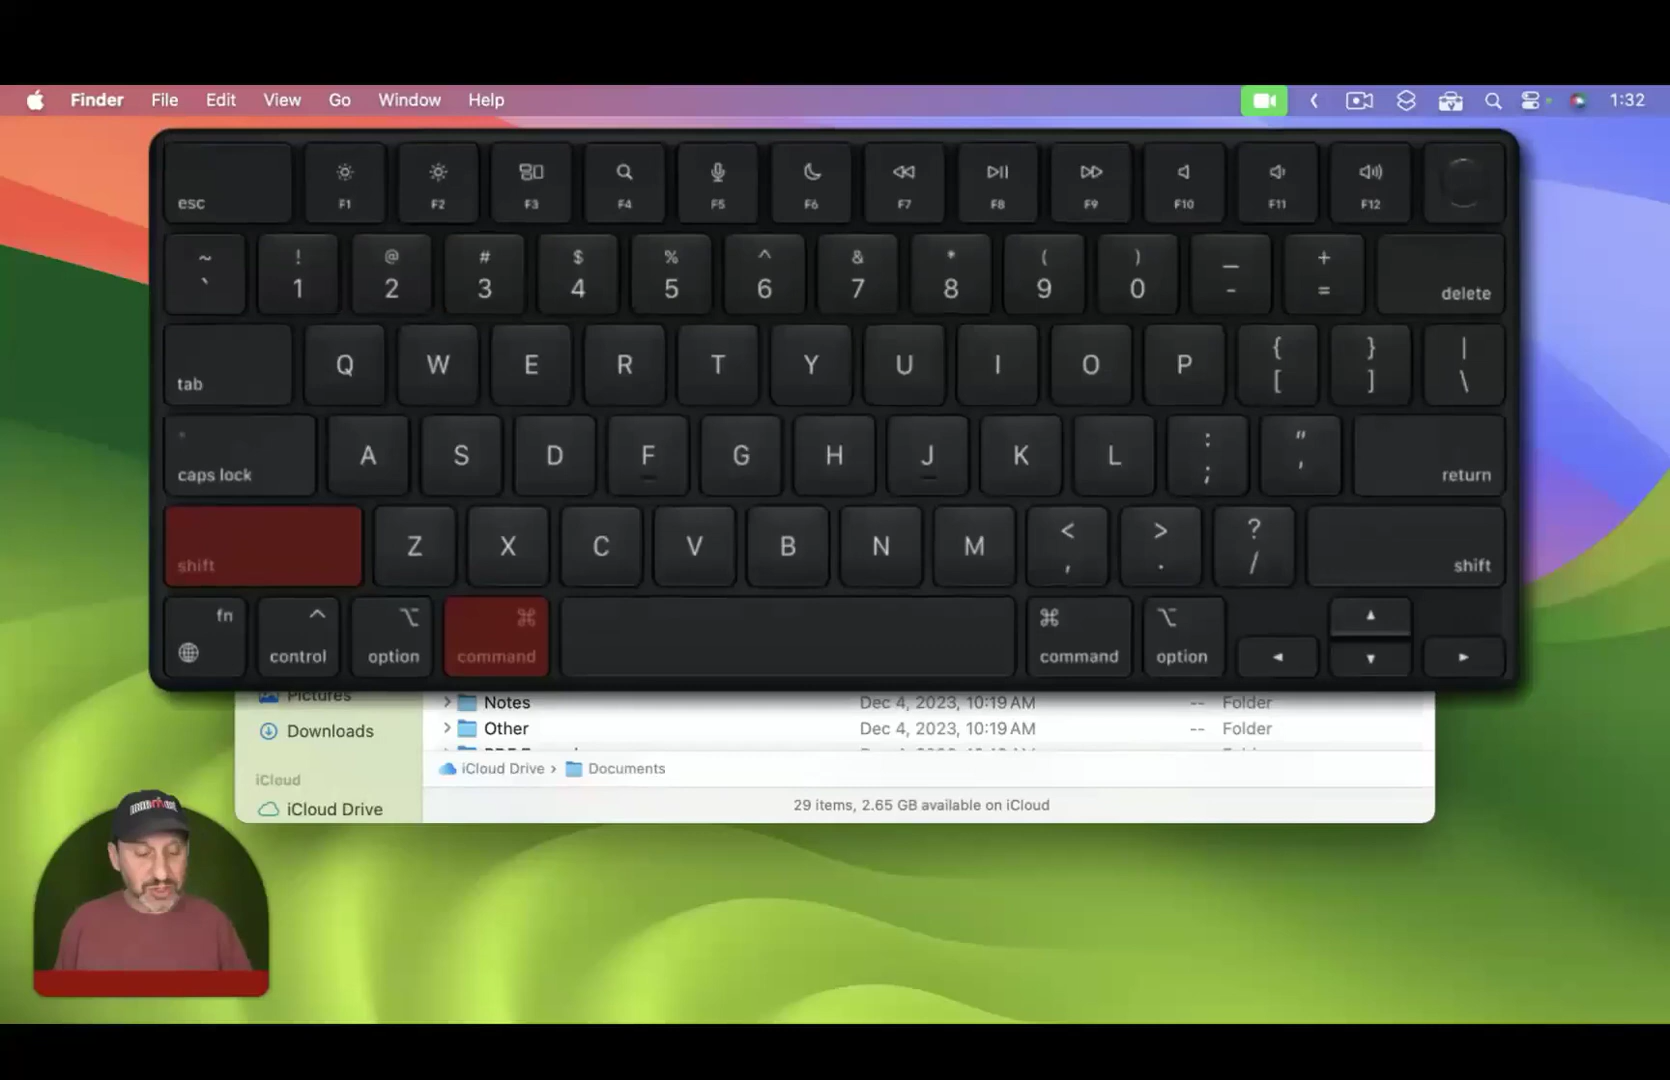 Finder File Edit View Go Window Help 1:32
esc F1 F2 F3 F4 F5 F6 F7 F8 F9 F10 F11 F12
~ ! @ # $ % ^ & * ( ) _ +
` 1 2 3 4 5 6 7 8 9 0 - = delete
tab Q W E R T Y U I O P { [ } ] | \
caps lock A S D F G H J K L : ; " ' return
shift Z X C V B N M < , > . ? / shift
fn ^ ⌥ ⌘ ⌘ ⌥
control option command command option
Pictures
Notes Dec 4, 2023, 10:19 AM -- Folder
Downloads
Other Dec 4, 2023, 10:19 AM -- Folder
iCloud Drive › Documents
iCloud
iCloud Drive
29 items, 2.65 GB available on iCloud